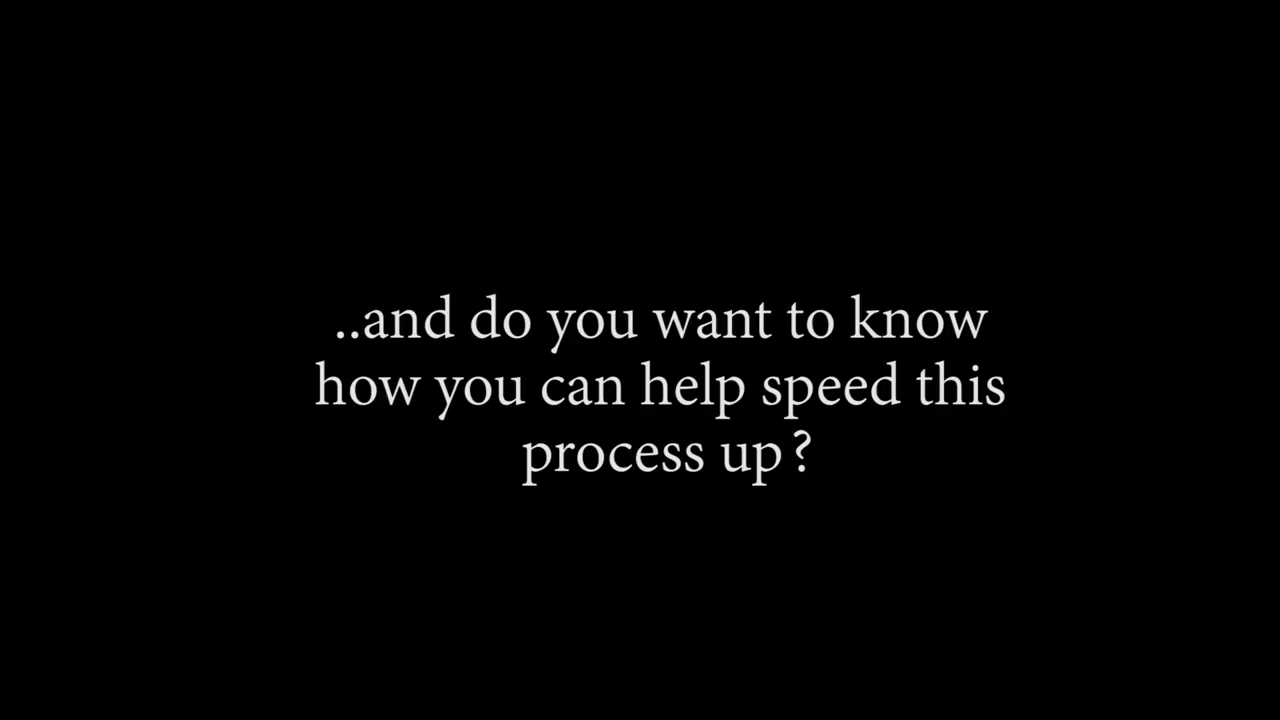 ..and do you want to know
how you can help speed this
process up?